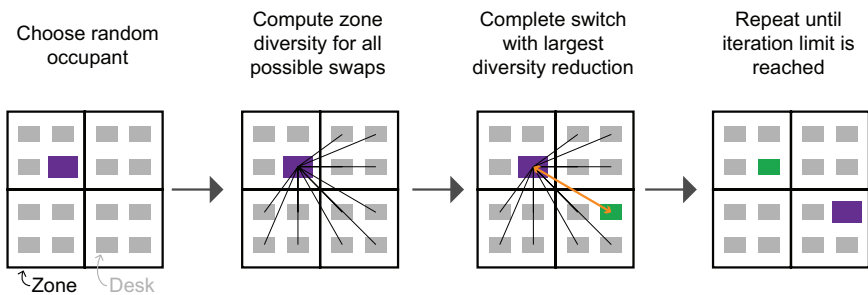 Choose random
occupant
Compute zone
diversity for all
possible swaps
Complete switch
with largest
diversity reduction
Repeat until
iteration limit is
reached
Zone
Desk